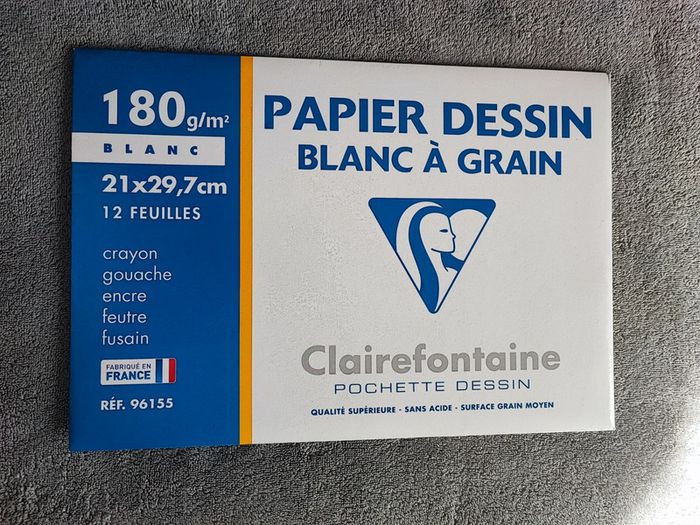 180 g/m²
BLANC
21x29,7cm
12 FEUILLES
crayon
gouache
encre
feutre
fusain
FABRIQUÉ EN
FRANCE
RÉF. 96155
PAPIER DESSIN
BLANC À GRAIN
Clairefontaine
POCHETTE DESSIN
QUALITÉ SUPÉRIEURE - SANS ACIDE - SURFACE GRAIN MOYEN